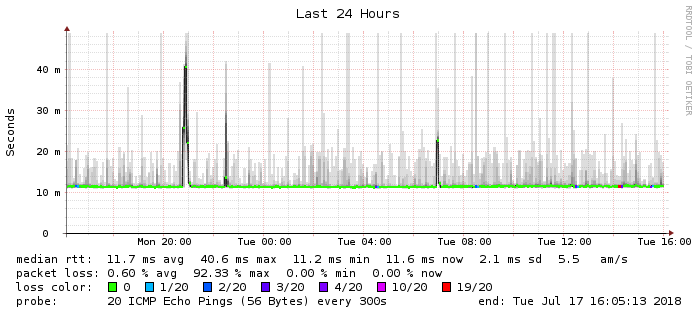 Last 24 Hours
RRDTOOL / TOBI OETIKER
Seconds
40 m
30 m
20 m
10 m
0
Mon 20:00 Tue 00:00 Tue 04:00 Tue 08:00 Tue 12:00 Tue 16:00
median rtt: 11.7 ms avg 40.6 ms max 11.2 ms min 11.6 ms now 2.1 ms sd 5.5 am/s
packet loss: 0.60 % avg 92.33 % max 0.00 % min 0.00 % now
loss color: 0 1/20 2/20 3/20 4/20 10/20 19/20
probe: 20 ICMP Echo Pings (56 Bytes) every 300s end: Tue Jul 17 16:05:13 2018